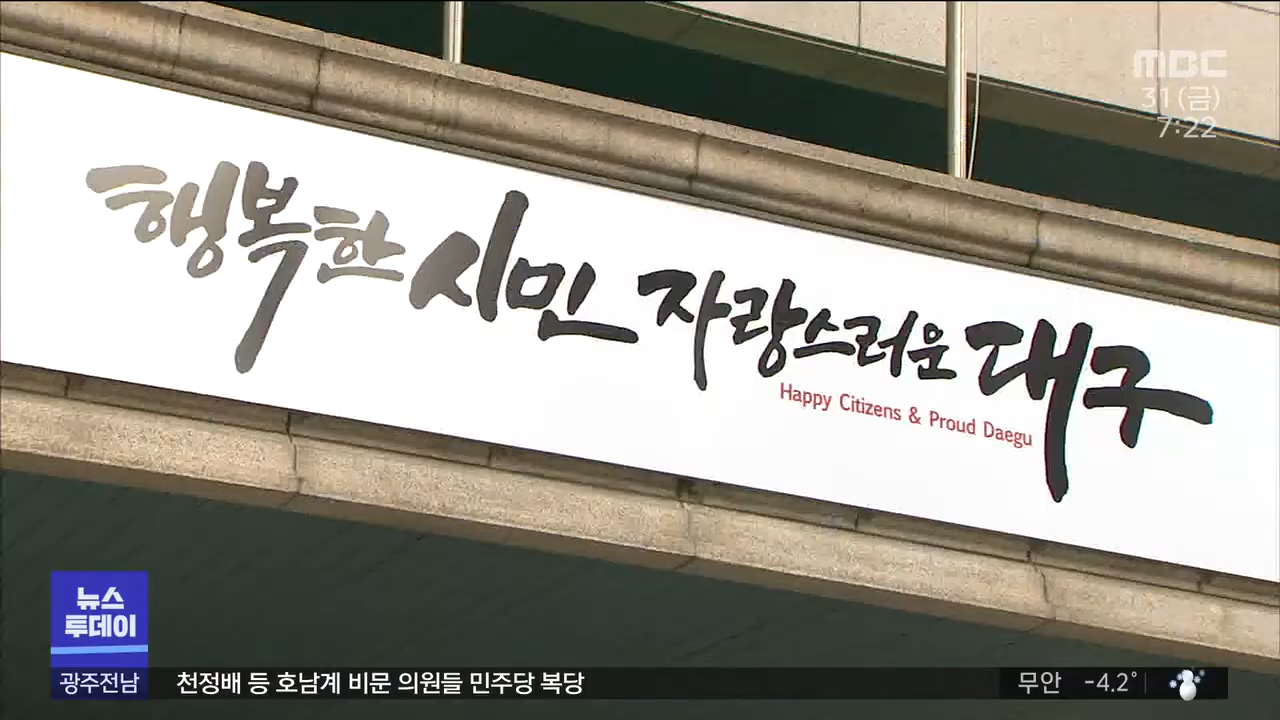 MBC
31(금)
7:22
행복한 시민 자랑스러운 대구
Happy Citizens & Proud Daegu
뉴스
투데이
광주전남 천정배 등 호남계 비문 의원들 민주당 복당 무안 -4.2°